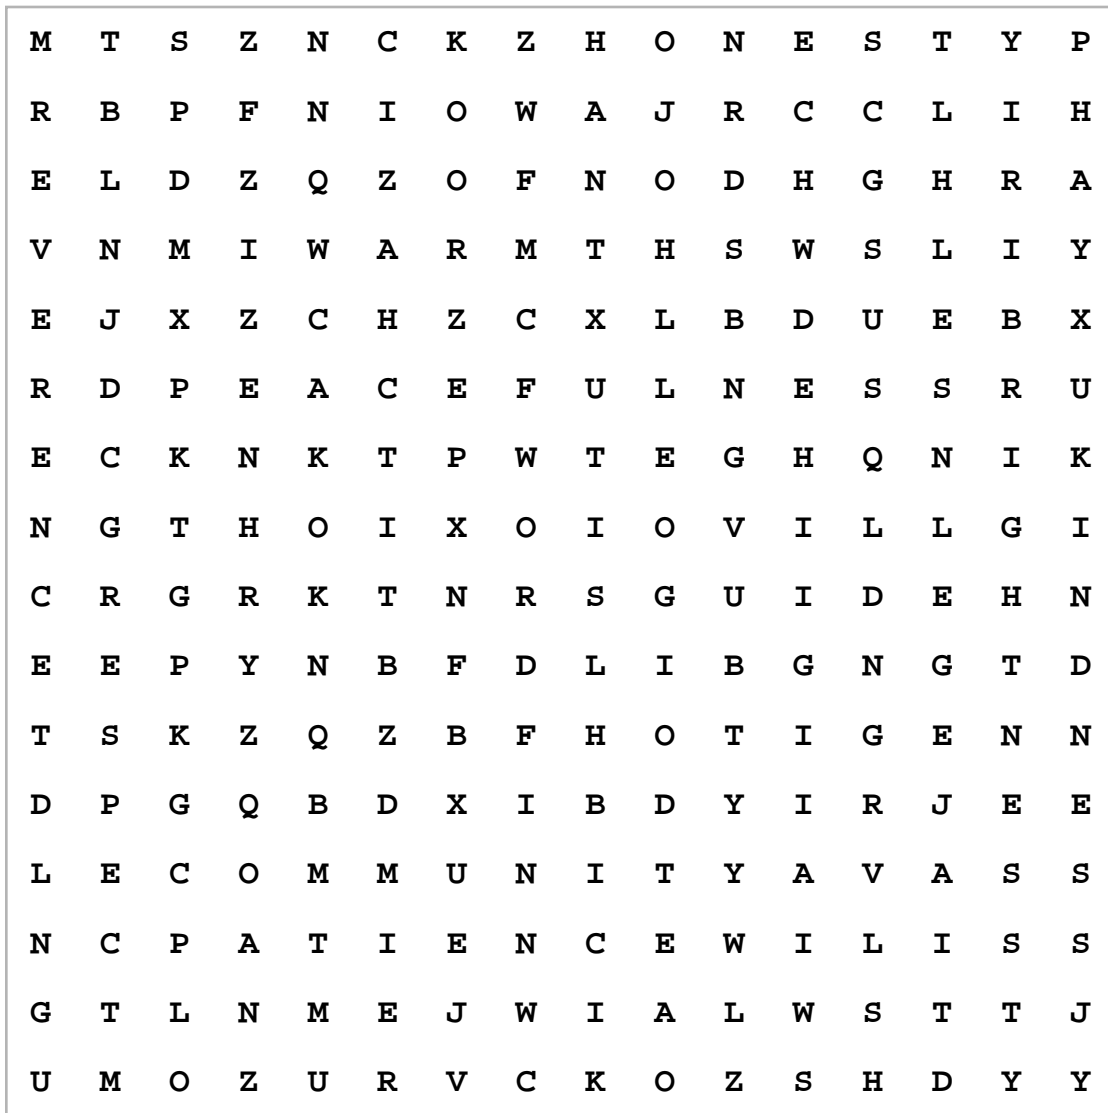 M T S Z N C K Z H O N E S T Y P
R B P F N I O W A J R C C L I H
E L D Z Q Z O F N O D H G H R A
V N M I W A R M T H S W S L I Y
E J X Z C H Z C X L B D U E B X
R D P E A C E F U L N E S S R U
E C K N K T P W T E G H Q N I K
N G T H O I X O I O V I L L G I
C R G R K T N R S G U I D E H N
E E P Y N B F D L I B G N G T D
T S K Z Q Z B F H O T I G E N N
D P G Q B D X I B D Y I R J E E
L E C O M M U N I T Y A V A S S
N C P A T I E N C E W I L I S S
G T L N M E J W I A L W S T T J
U M O Z U R V C K O Z S H D Y Y